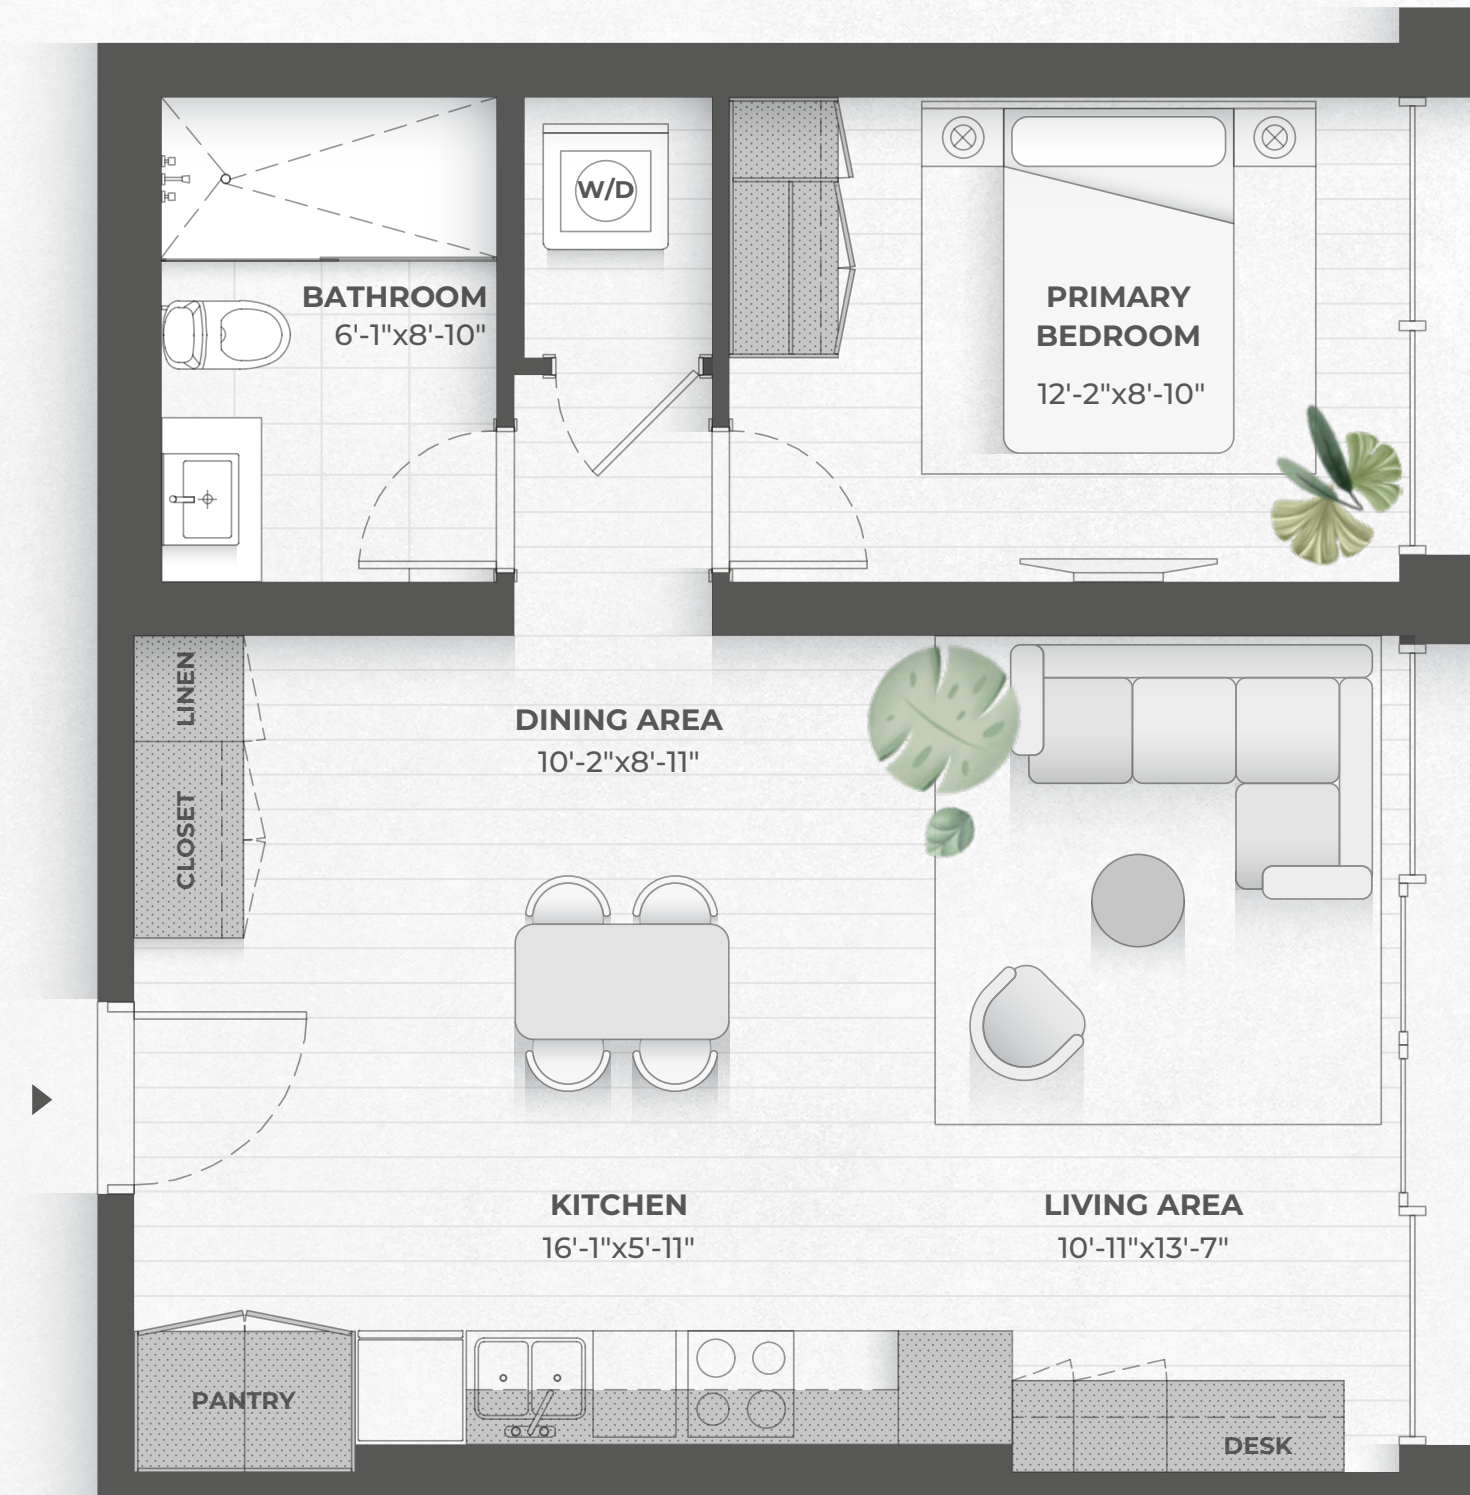 W/D
BATHROOM
6'-1"x8'-10"
PRIMARY
BEDROOM
12'-2"x8'-10"
LINEN
CLOSET
DINING AREA
10'-2"x8'-11"
KITCHEN
16'-1"x5'-11"
LIVING AREA
10'-11"x13'-7"
PANTRY
DESK